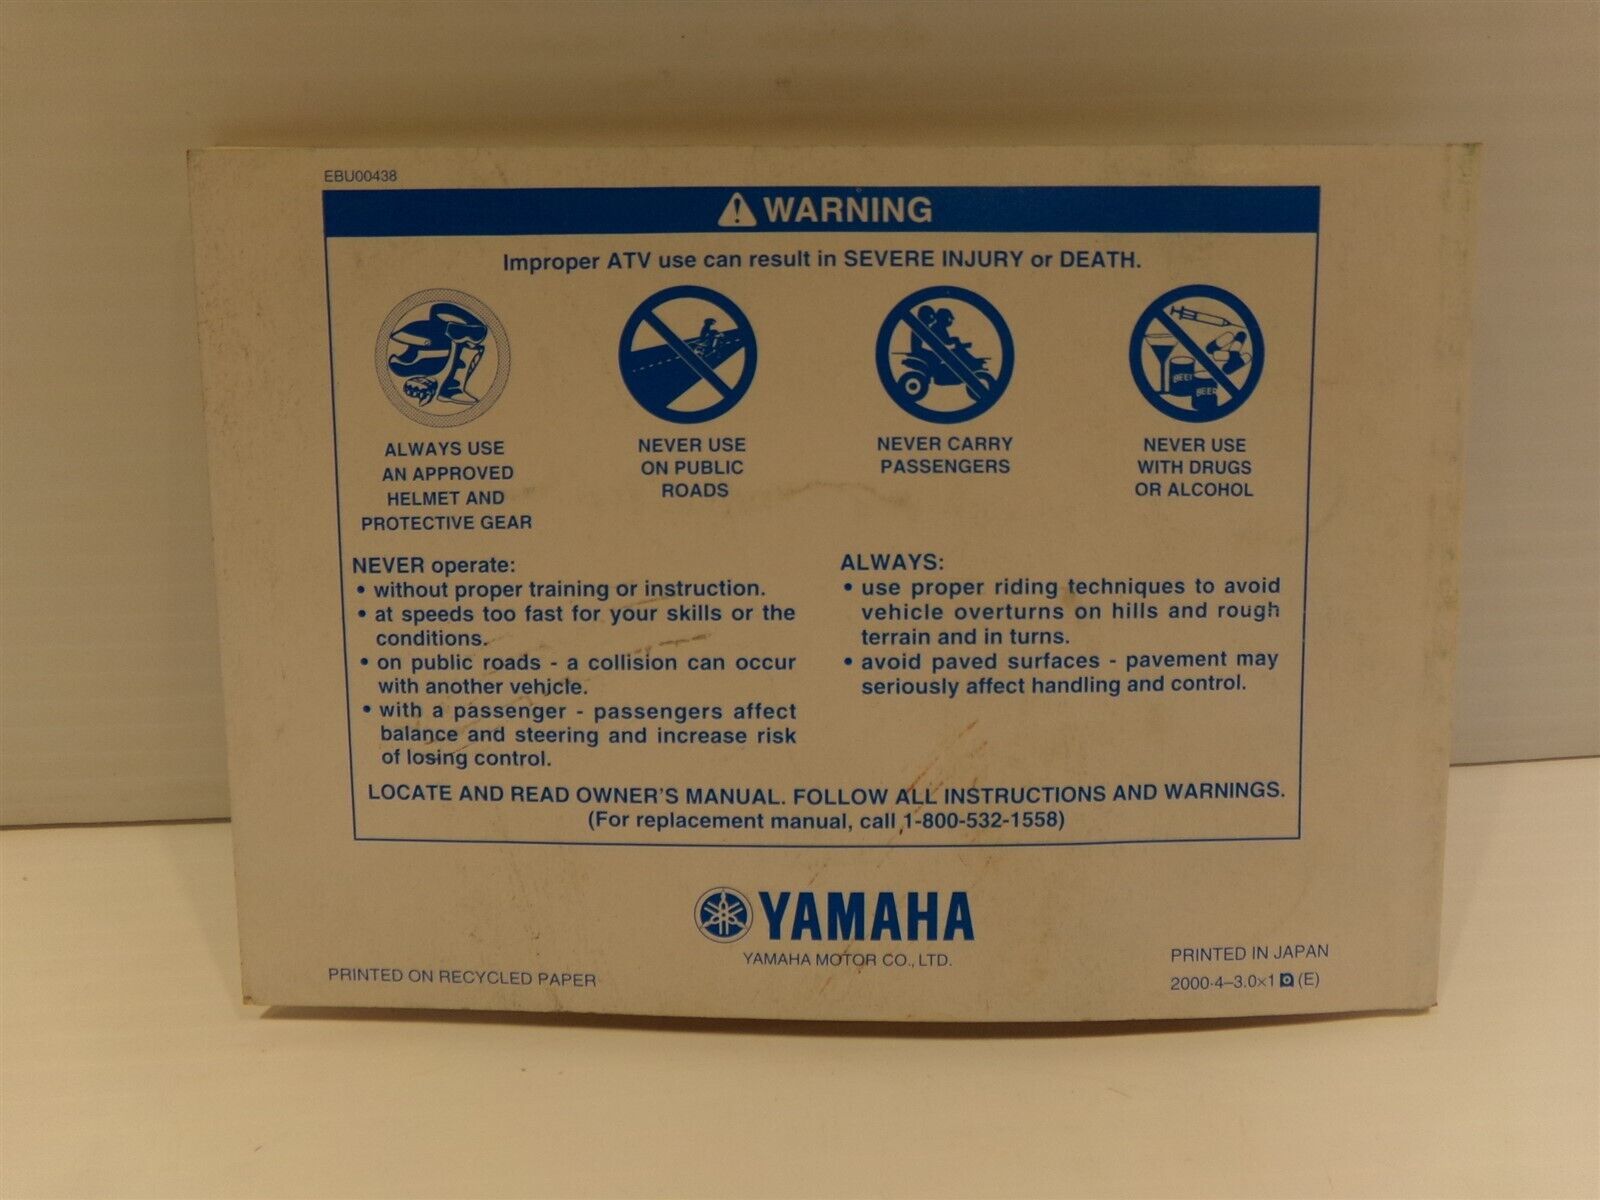 EBU00438
WARNING
Improper ATV use can result in SEVERE INJURY or DEATH.
BEER
BEER
ALWAYS USE
AN APPROVED
HELMET AND
PROTECTIVE GEAR
NEVER USE
ON PUBLIC
ROADS
NEVER CARRY
PASSENGERS
NEVER USE
WITH DRUGS
OR ALCOHOL
NEVER operate:
• without proper training or instruction.
• at speeds too fast for your skills or the
conditions.
• on public roads - a collision can occur
with another vehicle.
• with a passenger - passengers affect
balance and steering and increase risk
of losing control.
ALWAYS:
• use proper riding techniques to avoid
vehicle overturns on hills and rough
terrain and in turns.
• avoid paved surfaces - pavement may
seriously affect handling and control.
LOCATE AND READ OWNER'S MANUAL. FOLLOW ALL INSTRUCTIONS AND WARNINGS.
(For replacement manual, call 1-800-532-1558)
YAMAHA
YAMAHA MOTOR CO., LTD.
PRINTED ON RECYCLED PAPER
PRINTED IN JAPAN
2000·4–3.0×1 (E)